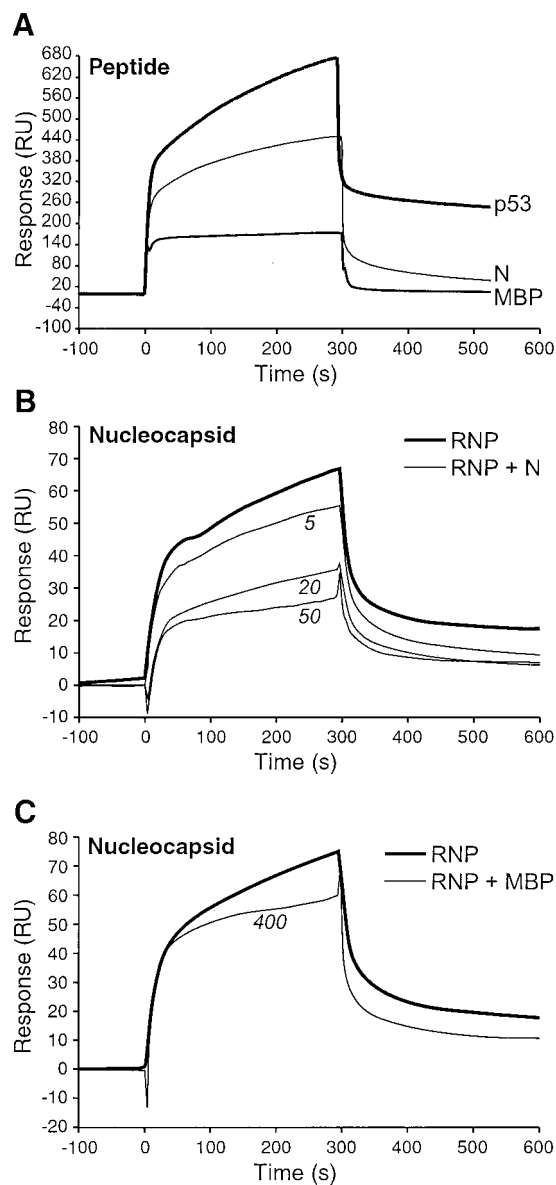 A
Peptide
Response (RU)
680
620
560
500
440
380
320
260
200
140
80
20
-40
-100
p53
N
MBP
-100 0 100 200 300 400 500 600
Time (s)
B
Nucleocapsid
RNP
RNP + N
Response (RU)
80
70
60
50
40
30
20
10
0
-10
5
20
50
-100 0 100 200 300 400 500 600
Time (s)
C
Nucleocapsid
RNP
RNP + MBP
Response (RU)
80
70
60
50
40
30
20
10
0
-10
-20
400
-100 0 100 200 300 400 500 600
Time (s)